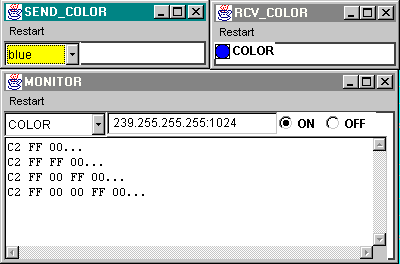 SEND_COLOR
Restart
blue
RCV_COLOR
Restart
COLOR
MONITOR
Restart
COLOR 239.255.255.255:1024 ON OFF
C2 FF 00...
C2 FF FF 00...
C2 FF 00 FF 00...
C2 FF 00 00 FF 00...